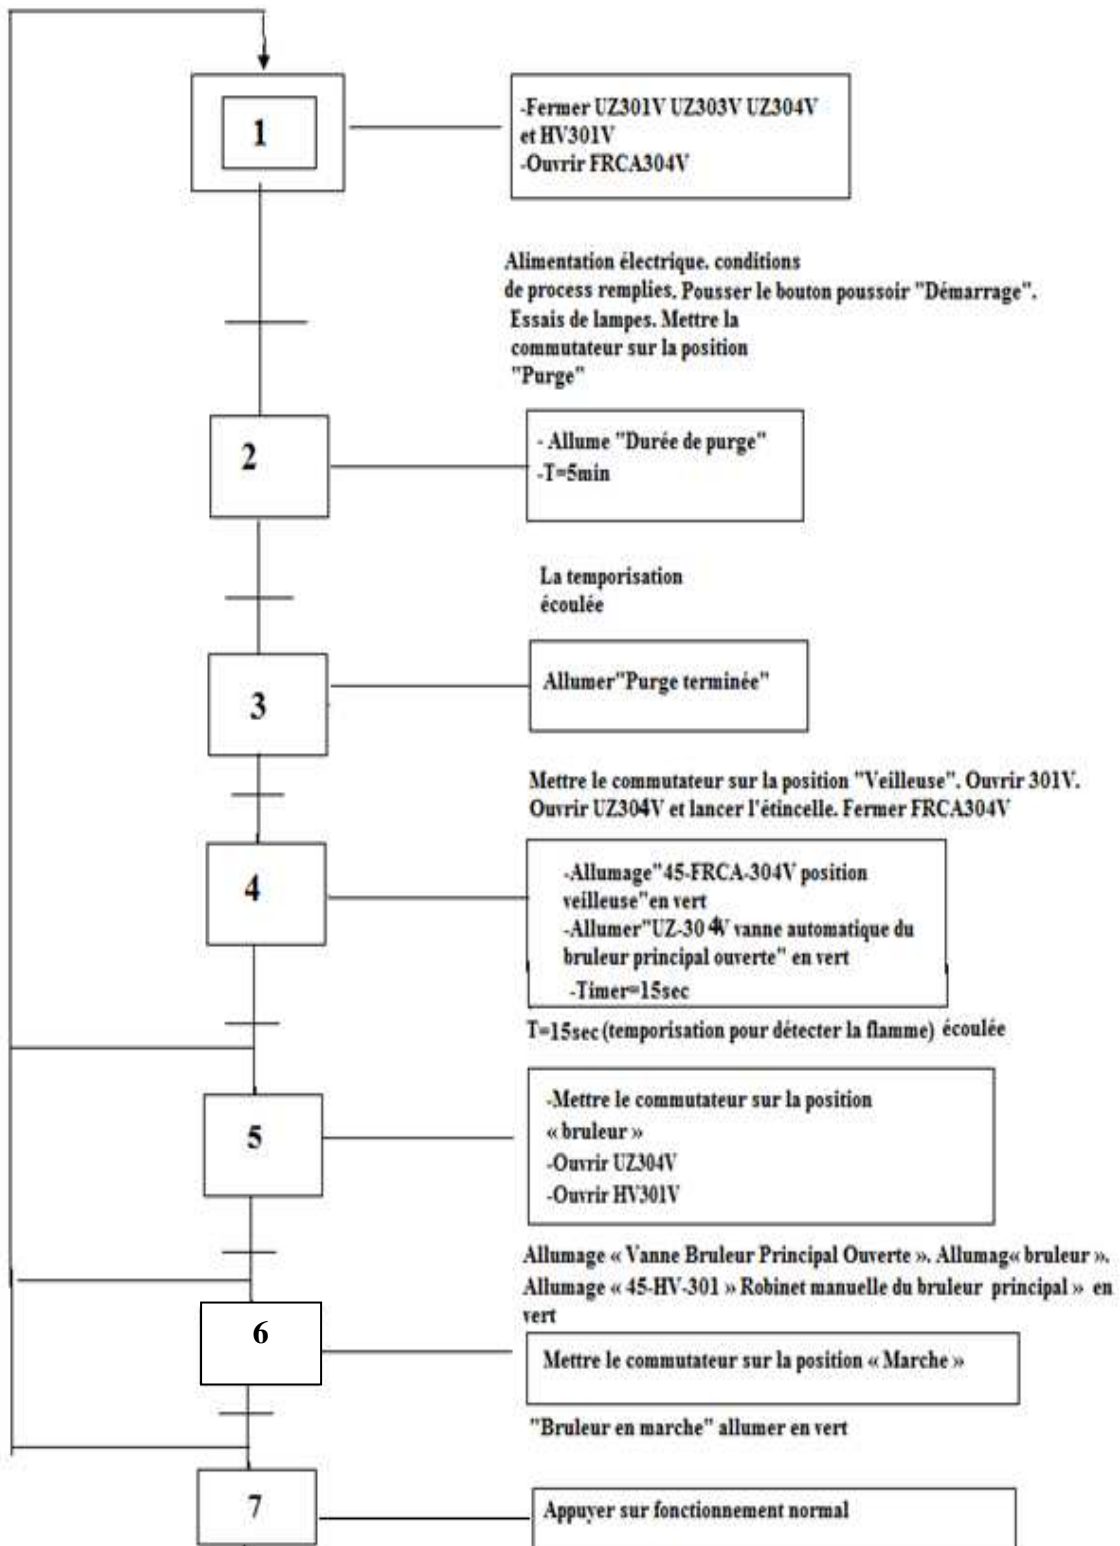 1
-Fermer UZ301V UZ303V UZ304V
et HV301V
-Ouvrir FRCA304V
Alimentation électrique. conditions
de process remplies. Pousser le bouton poussoir "Démarrage".
Essais de lampes. Mettre la
commutateur sur la position
"Purge"
2
- Allume "Durée de purge"
-T=5min
La temporisation
écoulée
3
Allumer"Purge terminée"
Mettre le commutateur sur la position "Veilleuse". Ouvrir 301V.
Ouvrir UZ304V et lancer l'étincelle. Fermer FRCA304V
4
-Allumage"45-FRCA-304V position
veilleuse"en vert
-Allumer"UZ-304V vanne automatique du
bruleur principal ouverte" en vert
-Timer=15sec
T=15sec (temporisation pour détecter la flamme) écoulée
5
-Mettre le commutateur sur la position
« bruleur »
-Ouvrir UZ304V
-Ouvrir HV301V
Allumage « Vanne Bruleur Principal Ouverte ». Allumag« bruleur ».
Allumage « 45-HV-301 » Robinet manuelle du bruleur principal » en
vert
6
Mettre le commutateur sur la position « Marche »
"Bruleur en marche" allumer en vert
7
Appuyer sur fonctionnement normal